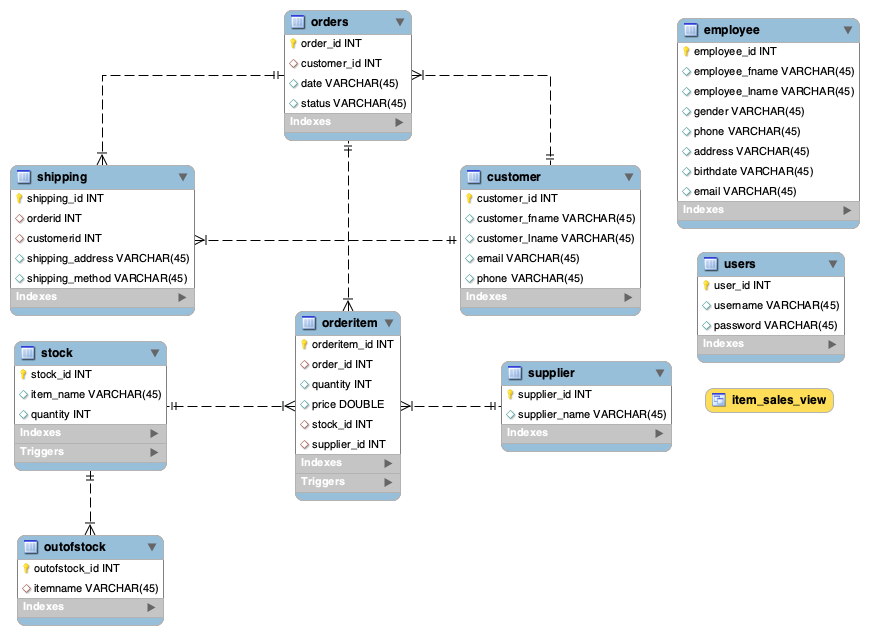 orders
order_id INT
customer_id INT
date VARCHAR(45)
status VARCHAR(45)
Indexes
employee
employee_id INT
employee_fname VARCHAR(45)
employee_lname VARCHAR(45)
gender VARCHAR(45)
phone VARCHAR(45)
address VARCHAR(45)
birthdate VARCHAR(45)
email VARCHAR(45)
Indexes
shipping
shipping_id INT
orderid INT
customerid INT
shipping_address VARCHAR(45)
shipping_method VARCHAR(45)
Indexes
customer
customer_id INT
customer_fname VARCHAR(45)
customer_lname VARCHAR(45)
email VARCHAR(45)
phone VARCHAR(45)
Indexes
users
user_id INT
username VARCHAR(45)
password VARCHAR(45)
Indexes
stock
stock_id INT
item_name VARCHAR(45)
quantity INT
Indexes
Triggers
orderitem
orderitem_id INT
order_id INT
quantity INT
price DOUBLE
stock_id INT
supplier_id INT
Indexes
Triggers
supplier
supplier_id INT
supplier_name VARCHAR(45)
Indexes
item_sales_view
outofstock
outofstock_id INT
itemname VARCHAR(45)
Indexes